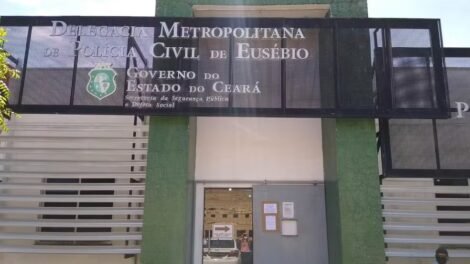 Delegacia Metropolitana
de Polícia Civil de Eusébio
Governo do
Estado do Ceará
Secretaria da Segurança Pública
e Defesa Social
P